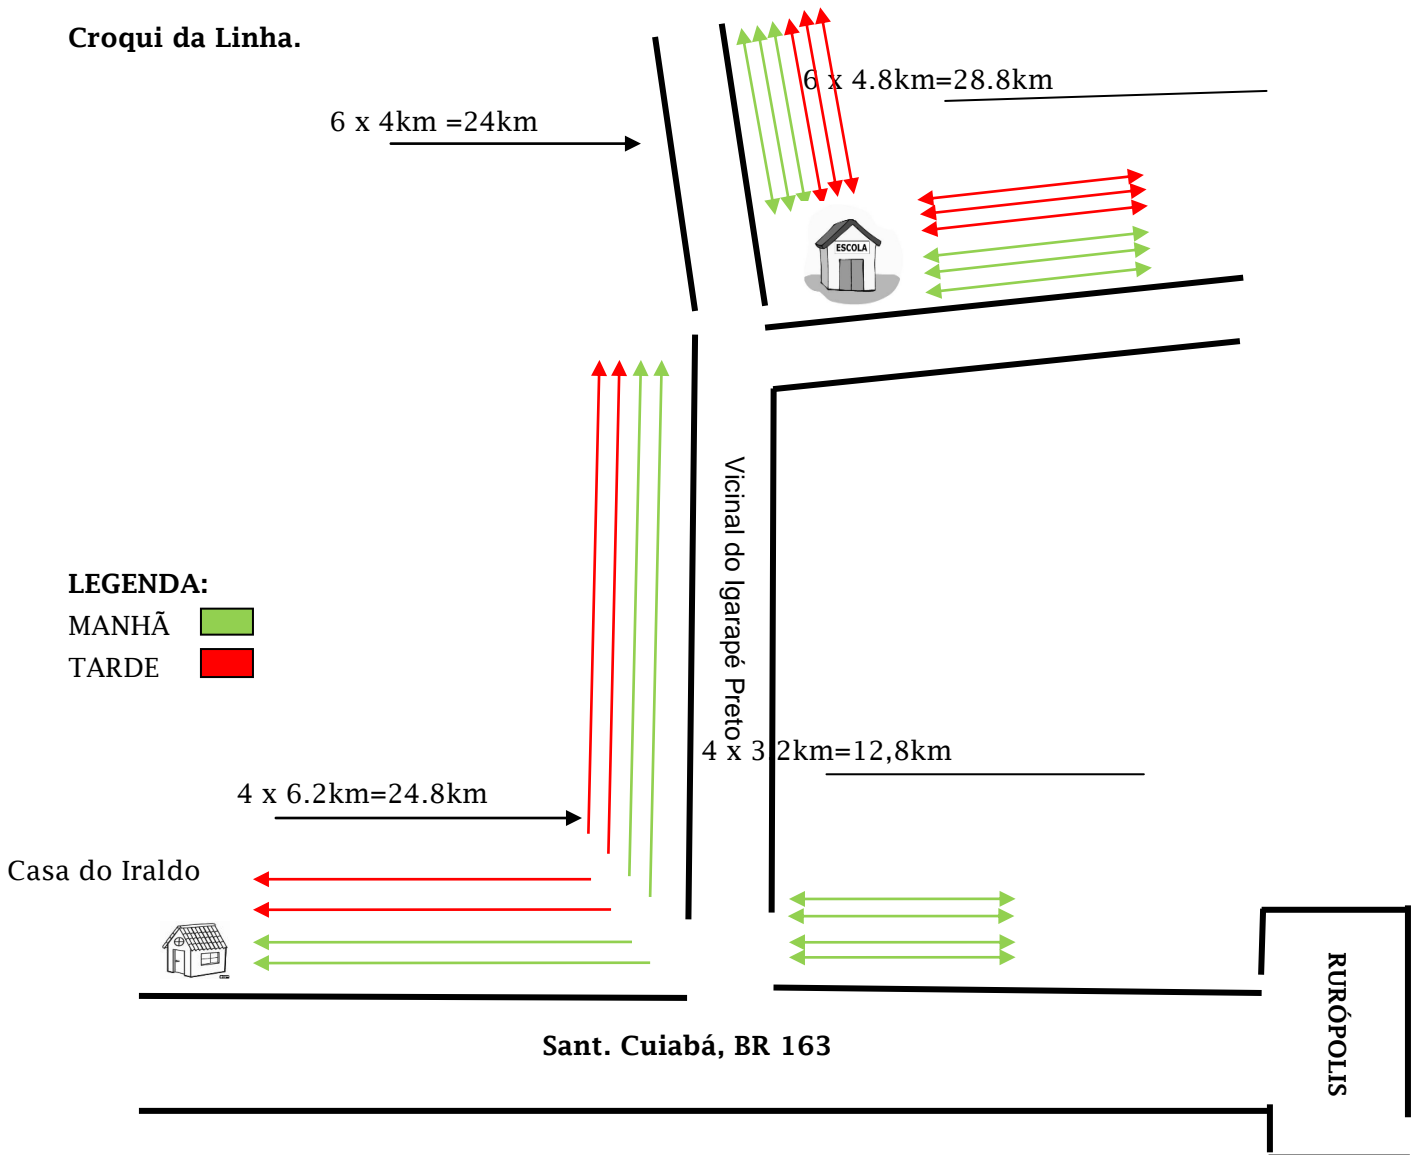 Croqui da Linha.
6 x 4.8km=28.8km
6 x 4km =24km
ESCOLA
Vicinal do Igarapé Preto
LEGENDA:
MANHÃ
TARDE
4 x 3.2km=12,8km
4 x 6.2km=24.8km
Casa do Iraldo
RURÓPOLIS
Sant. Cuiabá, BR 163